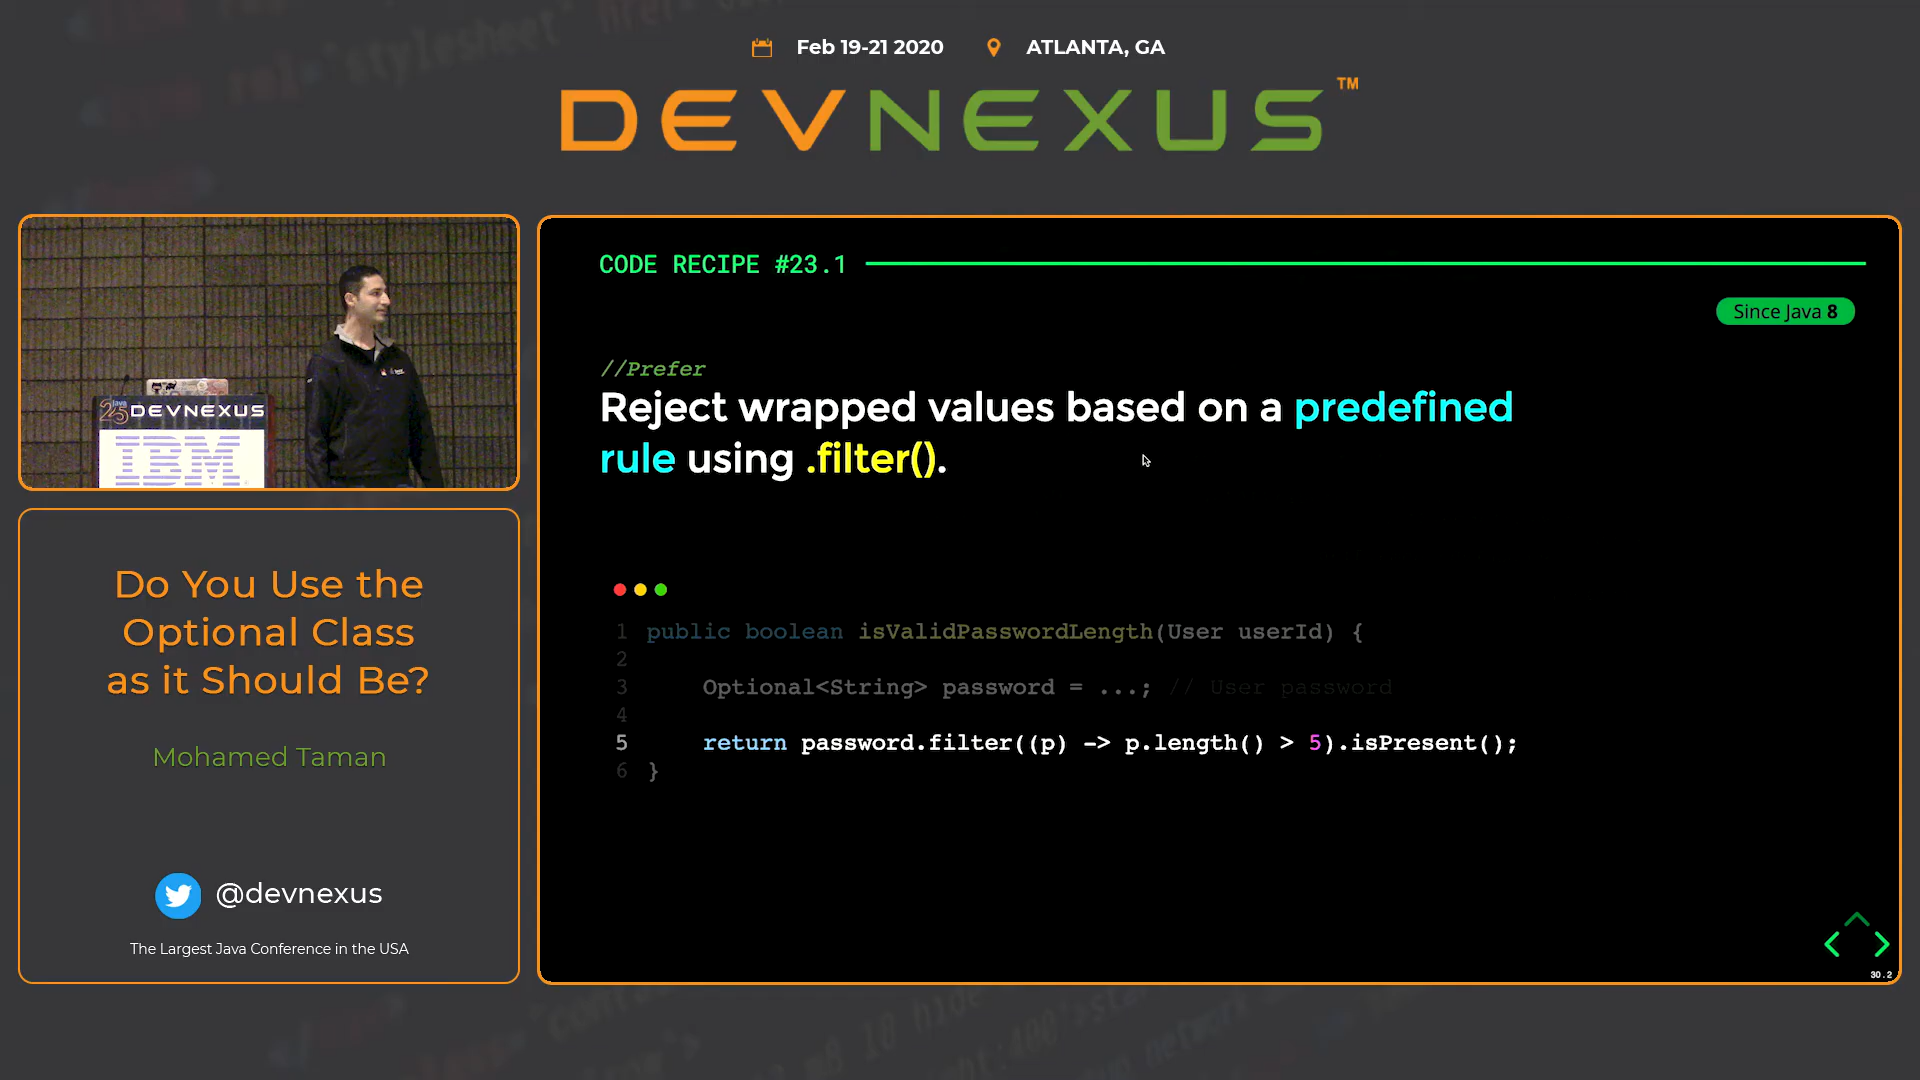 Feb 19-21 2020 ATLANTA, GA
DEVNEXUS™
Java
25 DEVNEXUS
IBM
Do You Use the
Optional Class
as it Should Be?
Mohamed Taman
@devnexus
The Largest Java Conference in the USA
CODE RECIPE #23.1
Since Java 8
//Prefer
Reject wrapped values based on a predefined
rule using .filter().
1 public boolean isValidPasswordLength(User userId) {
2
3 Optional<String> password = ...; // User password
4
5 return password.filter((p) -> p.length() > 5).isPresent();
6 }
30.2